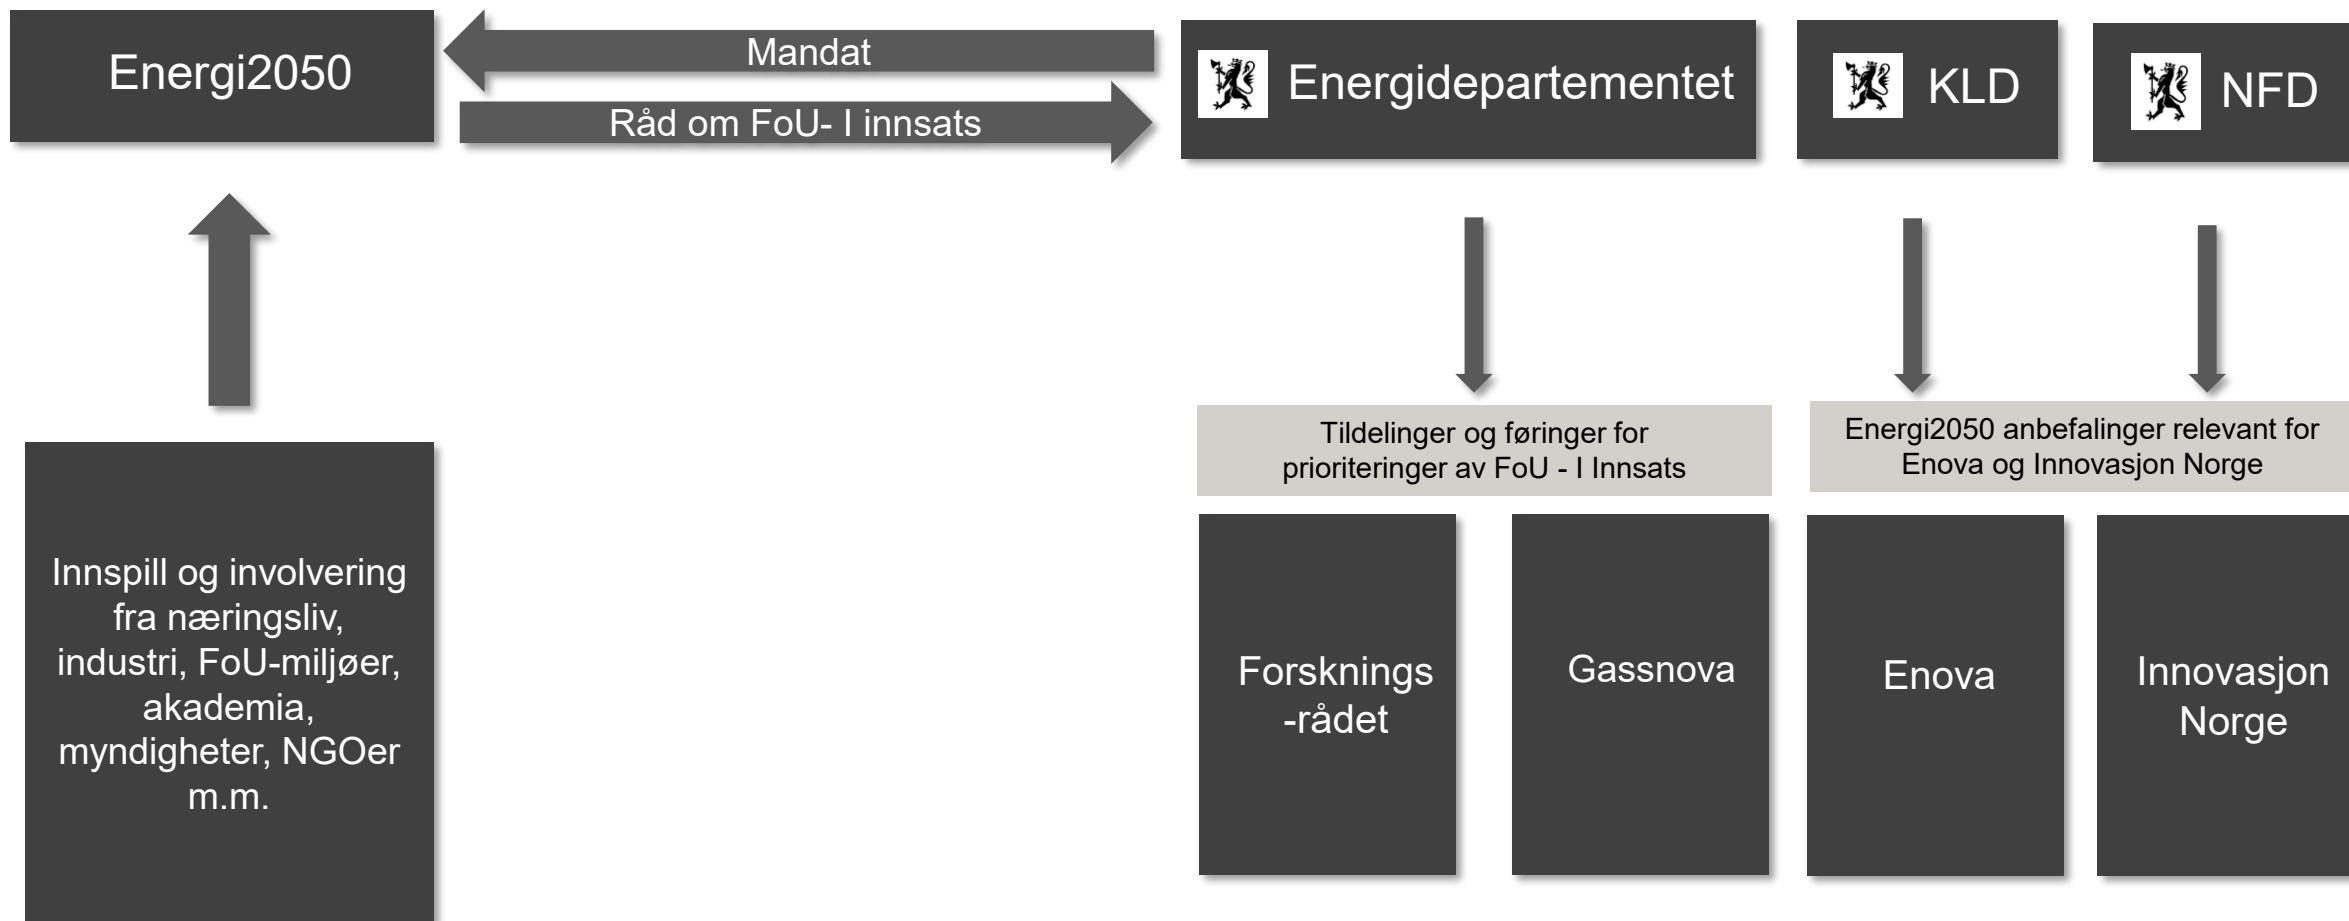 Energi2050
Mandat
Råd om FoU- I innsats
Energidepartementet
KLD
NFD
Innspill og involvering
fra næringsliv,
industri, FoU-miljøer,
akademia,
myndigheter, NGOer
m.m.
Tildelinger og føringer for
prioriteringer av FoU - I Innsats
Energi2050 anbefalinger relevant for
Enova og Innovasjon Norge
Forsknings
-rådet
Gassnova
Enova
Innovasjon
Norge